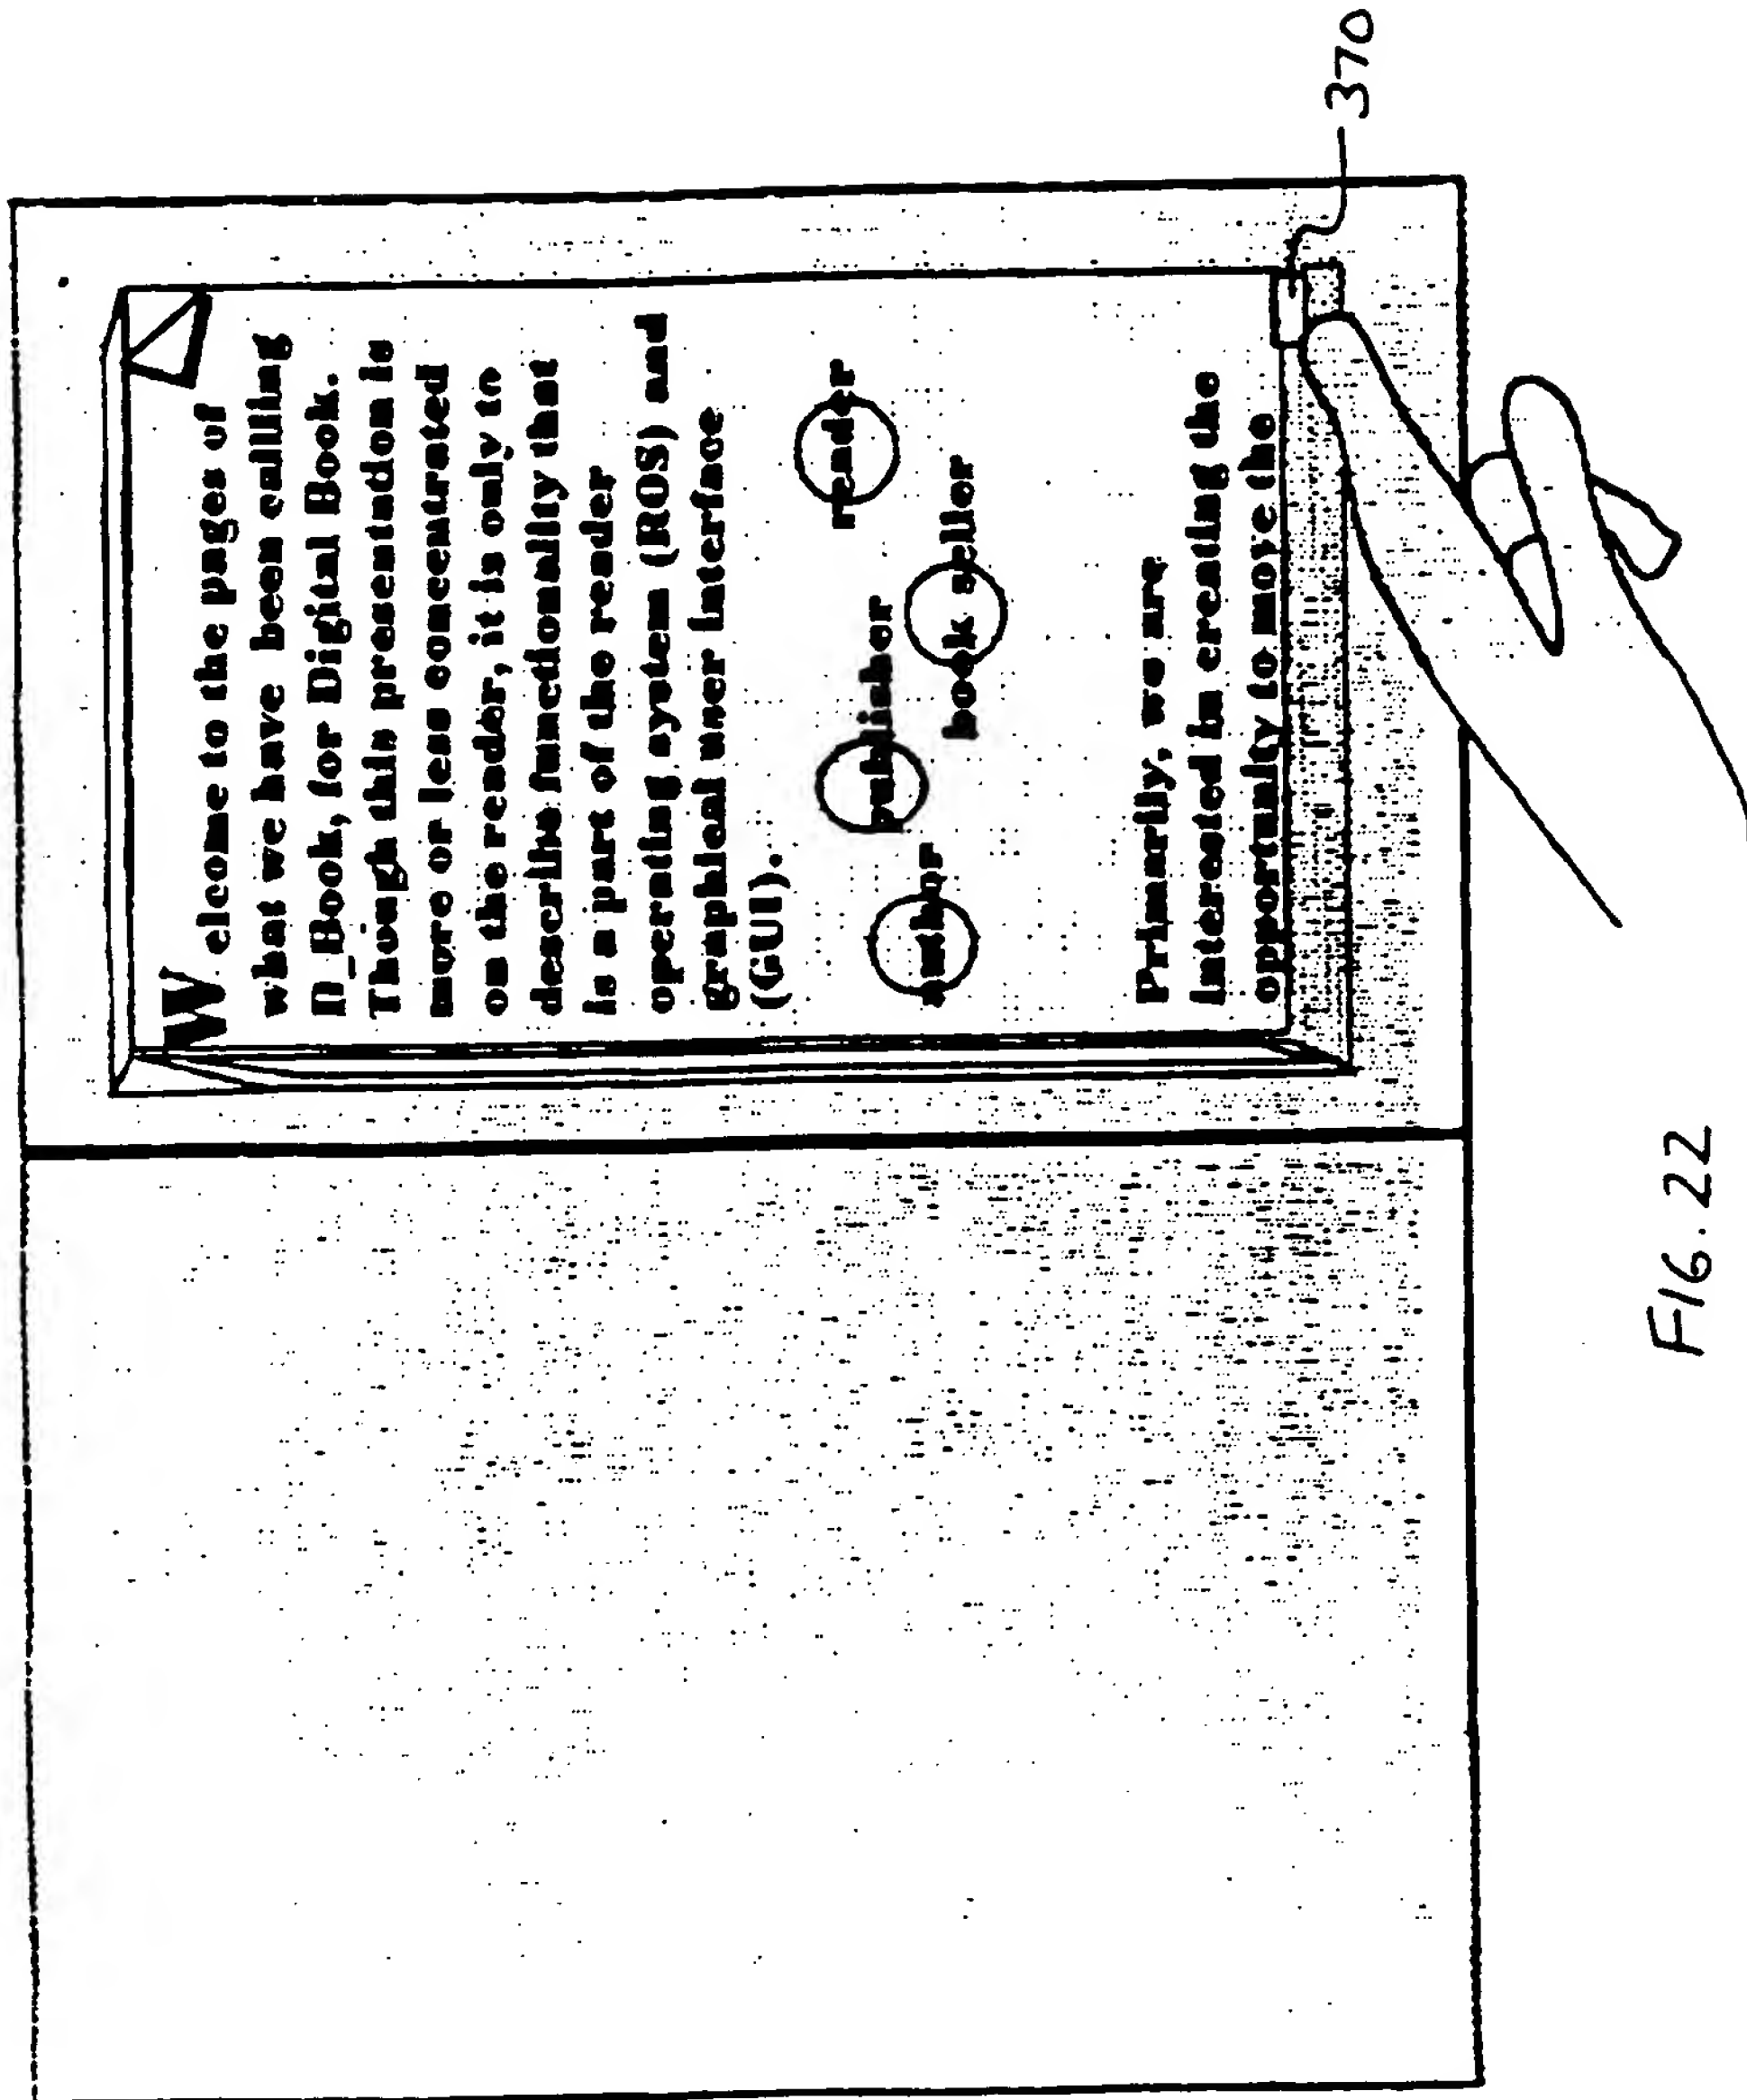 Welcome to the pages of
what we have been calling
D_Book, for Digital Book.
Though this presentation is
more or less concentrated
on the reader, it is only to
describe functionality that
is a part of the reader
operating system (ROS) and
graphical user interface
(GUI).
author publisher book seller reader
Primarily, we are
interested in creating the
opportunity to move the
370
FIG. 22